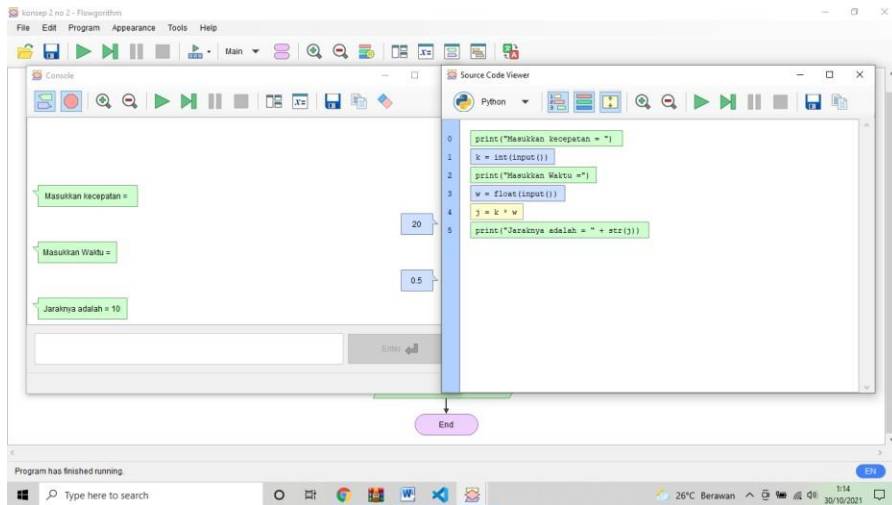 konsep 2 no 2 - Flowgorithm
File Edit Program Appearance Tools Help
Main
Console
Masukkan kecepatan =
20
Masukkan Waktu =
0.5
Jaraknya adalah = 10
Enter
Source Code Viewer
Python
0 print("Masukkan kecepatan = ")
1 k = int(input())
2 print("Masukkan Waktu =")
3 w = float(input())
4 j = k * w
5 print("Jaraknya adalah = " + str(j))
End
Program has finished running.
EN
Type here to search
26°C Berawan
1:14
30/10/2021